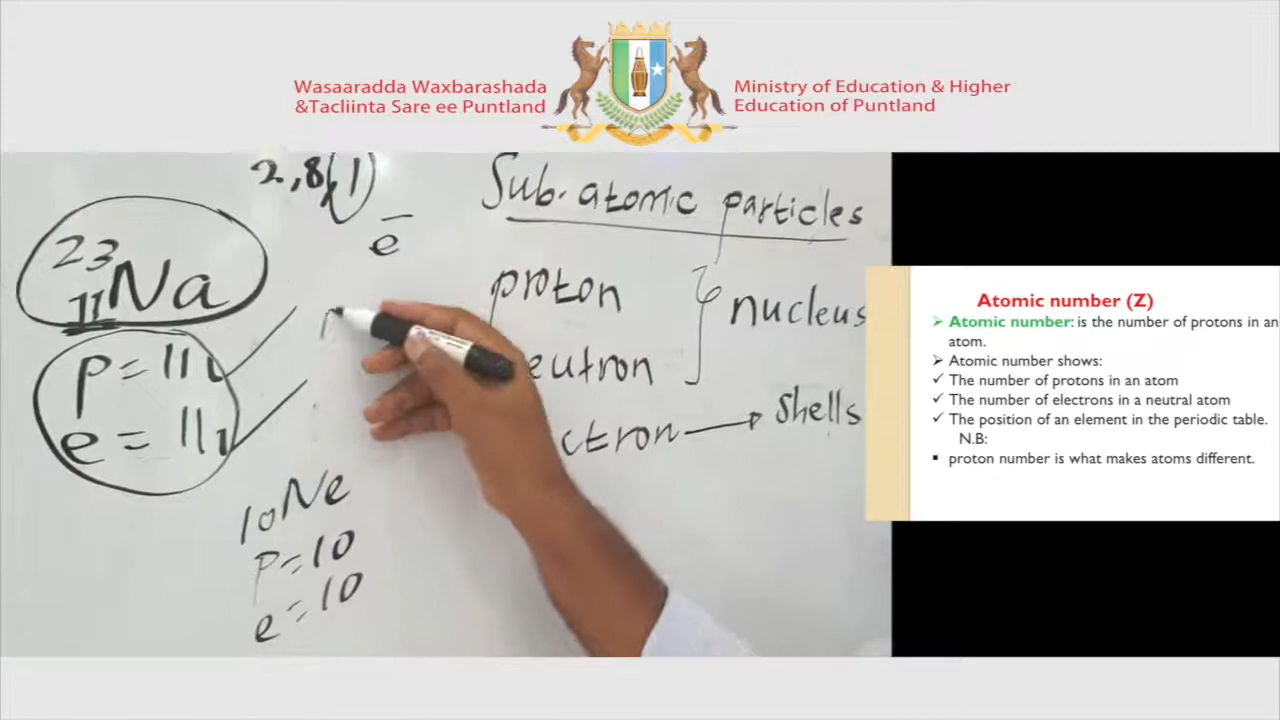 Wasaaradda Waxbarashada
&Tacliinta Sare ee Puntland
Ministry of Education & Higher
Education of Puntland
2,8,1
e
23
11Na
p=11
e=11
10Ne
P=10
e=10
Sub-atomic particles
proton
eutron
nucleus
ctron
shells
Atomic number (Z)
Atomic number: is the number of protons in an
atom.
Atomic number shows:
The number of protons in an atom
The number of electrons in a neutral atom
The position of an element in the periodic table.
N.B:
proton number is what makes atoms different.